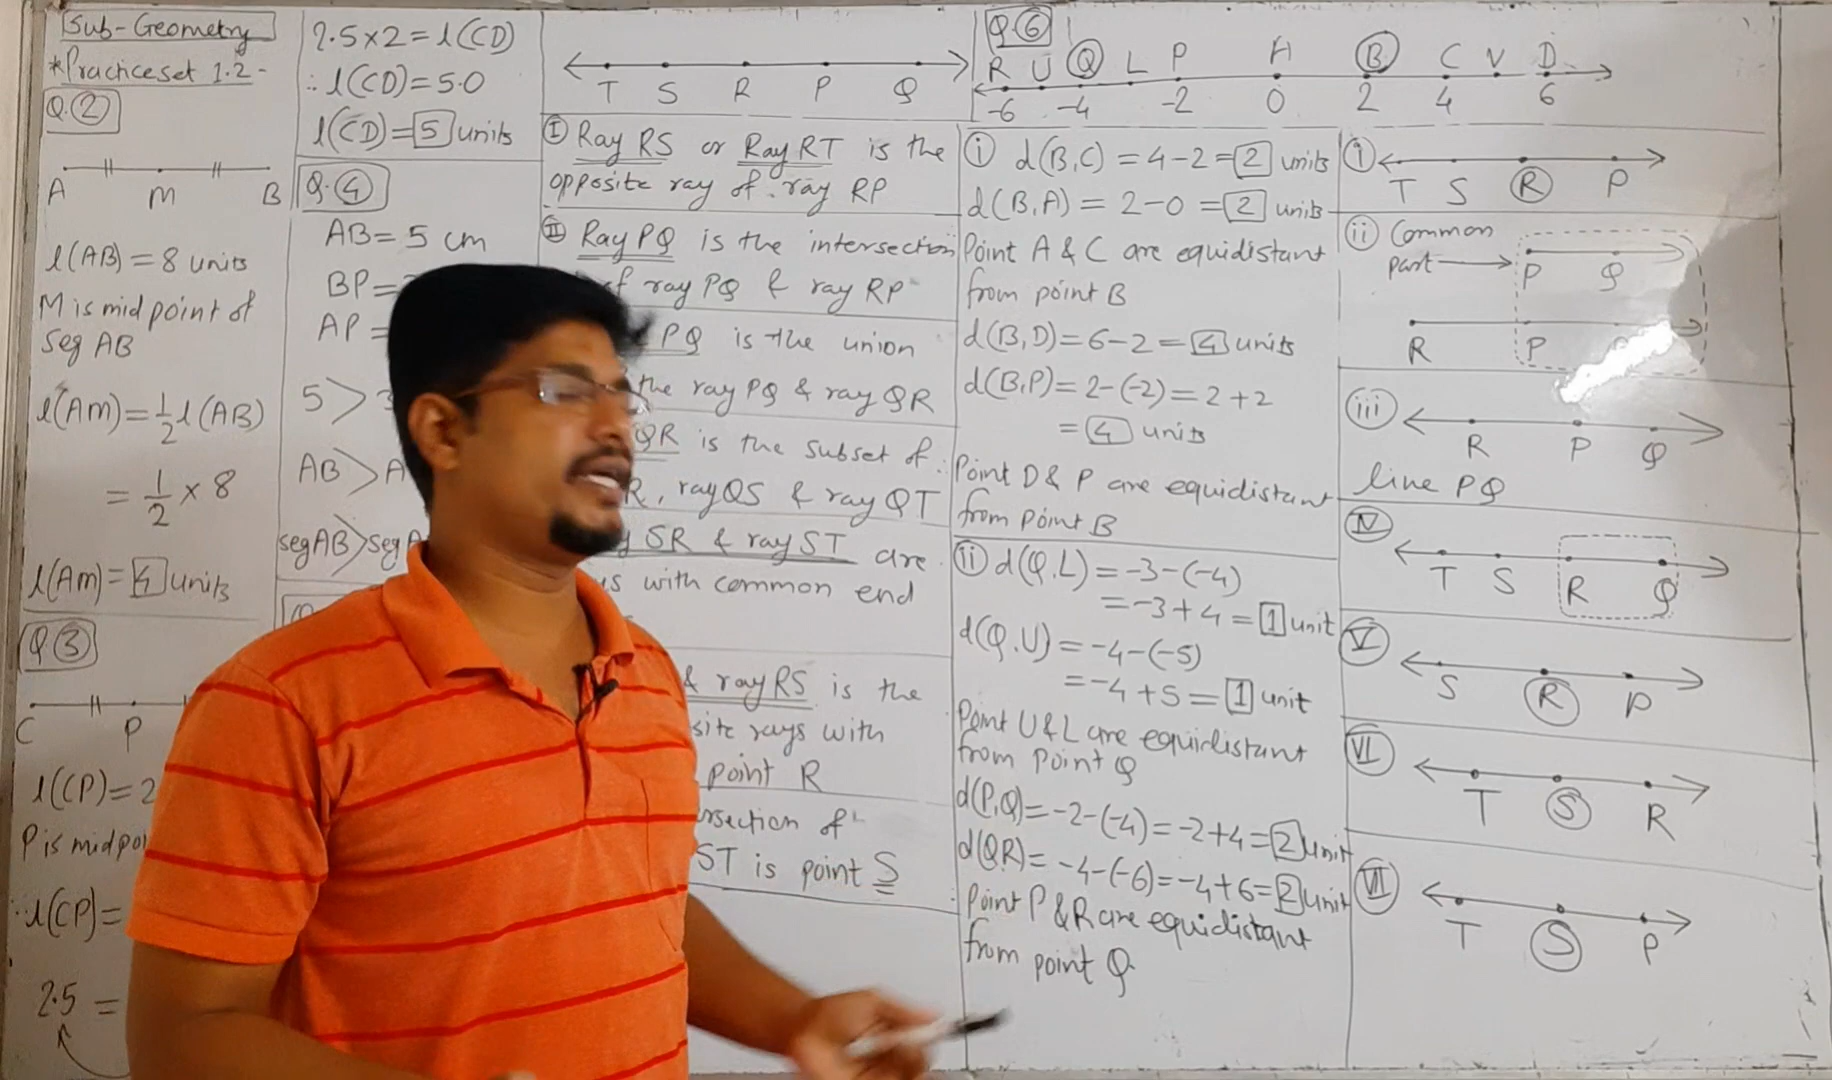 Sub-Geometry
*Practice set 1.2-
Q.2
A M B
l(AB)=8 units
M is mid point of
seg AB
l(AM)=1/2 l(AB)
=1/2 × 8
l(AM)=4 units
Q 3
C P
l(CP)=2
P is midpoi
∴ l(CP)=
2.5 =
2.5×2=l(CD)
∴ l(CD)=5.0
l(CD)=5 units
Q.4
AB=5 cm
BP=
AP=
5>3
AB>A
seg AB>seg A
T S R P Q
I Ray RS or Ray RT is the
opposite ray of ray RP
II Ray PQ is the intersection
of ray PQ & ray RP
PQ is the union
the ray PQ & ray QR
QR is the subset of
R, ray QS & ray QT
SR & ray ST are
with common end
& ray RS is the
site rays with
point R
rsection of
ST is point S
Q 6
R U Q L P A B C V D
-6 -4 -2 0 2 4 6
i d(B,C)=4-2=2 units
d(B,A)=2-0=2 units
Point A & C are equidistant
from point B
d(B,D)=6-2=4 units
d(B,P)=2-(-2)=2+2
=4 units
Point D & P are equidistant
from point B
ii d(Q,L)=-3-(-4)
=-3+4=1 unit
d(Q,U)=-4-(-5)
=-4+5=1 unit
Point U & L are equidistant
from point Q
d(P,Q)=-2-(-4)=-2+4=2 unit
d(QR)=-4-(-6)=-4+6=2 unit
Point P & R are equidistant
from point Q
i
T S R P
ii Common
part
P Q
R P
iii
R P Q
line PQ
IV
T S R Q
V
S R P
VI
T S R
VII
T S P